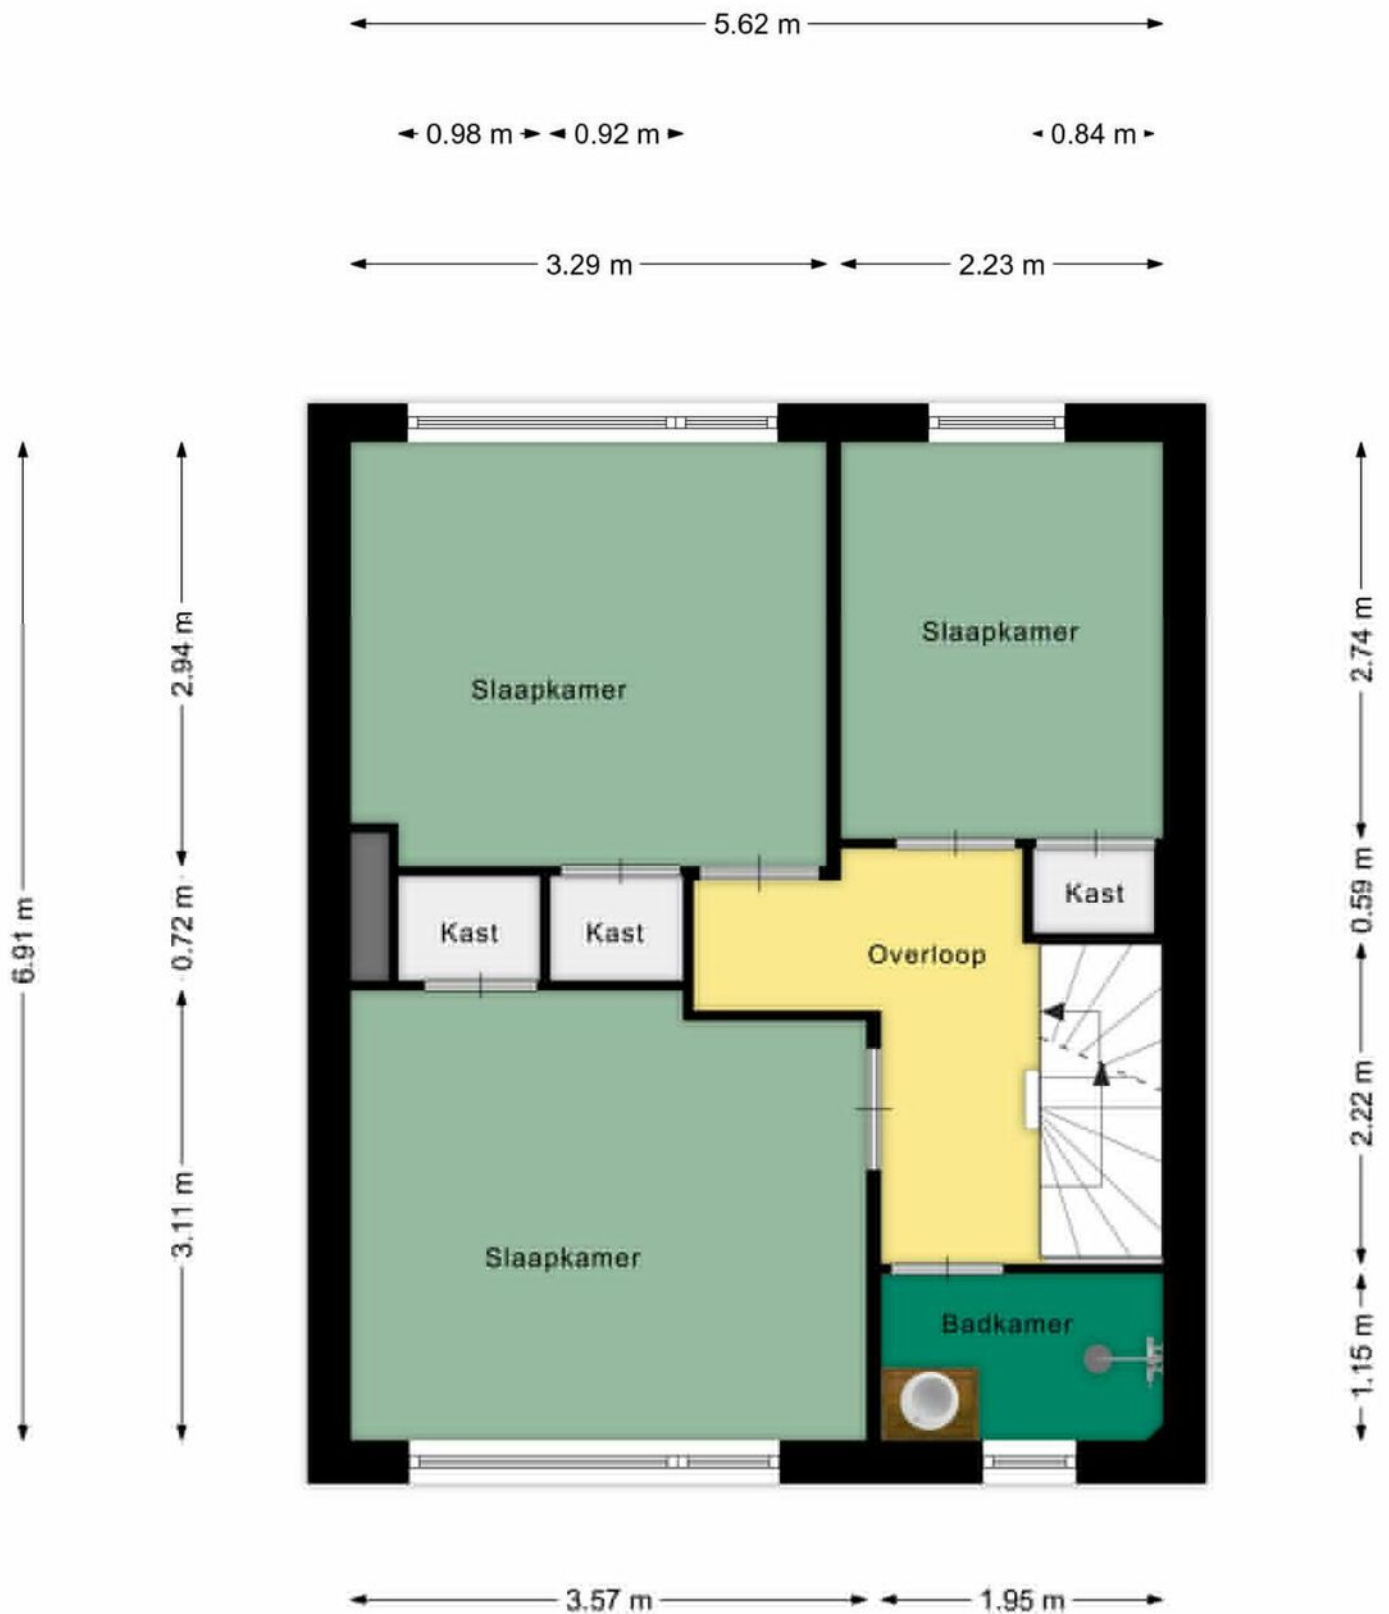 5.62 m
0.98 m
0.92 m
0.84 m
3.29 m
2.23 m
2.94 m
2.74 m
Slaapkamer
Slaapkamer
6.91 m
0.72 m
0.59 m
Kast
Kast
Kast
Overloop
3.11 m
2.22 m
Slaapkamer
Badkamer
1.15 m
3.57 m
1.95 m